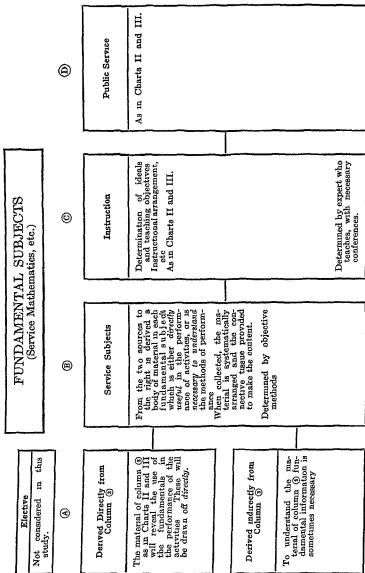 FUNDAMENTAL SUBJECTS
(Service Mathematics, etc.)
Elective
Not considered in this
study.
Ⓐ
Derived Directly from
Column
The material of column
as in Charts II and III
will reveal the use of
the fundamentals in
the performance of the
activities These will
be drawn off directly.
Derived indirectly from
Column
To understand the ma-
terial of column fun-
damental information is
sometimes necessary
Ⓑ
Service Subjects
From the two sources to
the right is derived a
body of material in each
fundamental subject
which is either directly
useful in the perform-
ance of activities, or is
necessary to understand
the methods of perform-
ance
When collected, the ma-
terial is systematically
arranged and the con-
nective tissue provided
to make the content.
Determined by objective
methods
Ⓒ
Instruction
Determination of ideals
and teaching objectives
Instructional arrangement,
etc
As in Charts II and III.
Determined by expert who
teaches, with necessary
conferences.
Ⓓ
Public Service
As in Charts II and III.